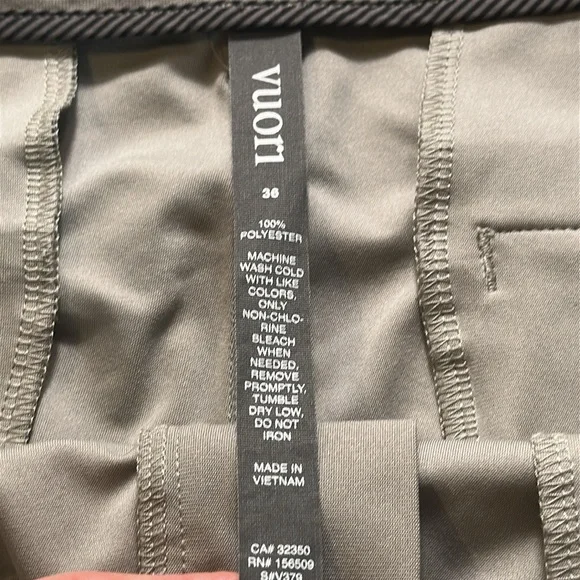 vuori
36
100%
POLYESTER
MACHINE
WASH COLD
WITH LIKE
COLORS,
ONLY
NON-CHLO-
RINE
BLEACH
WHEN
NEEDED,
REMOVE
PROMPTLY,
TUMBLE
DRY LOW,
DO NOT
IRON
MADE IN
VIETNAM
CA# 32350
RN# 156509
S#V379